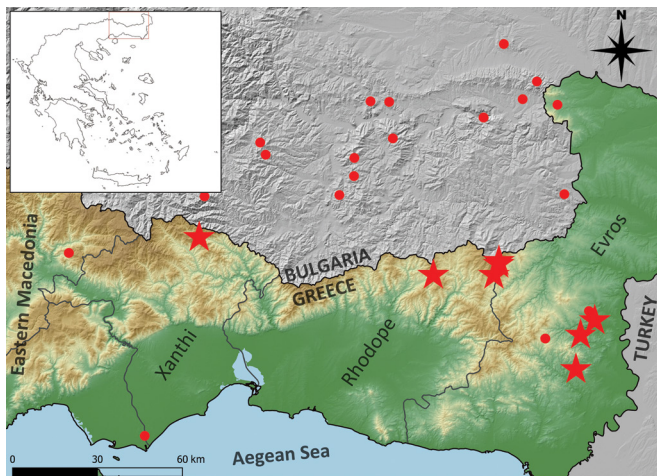 N
BULGARIA
GREECE
Evros
Eastern Macedonia
Xanthi
Rhodope
TURKEY
Aegean Sea
0 30 60 km